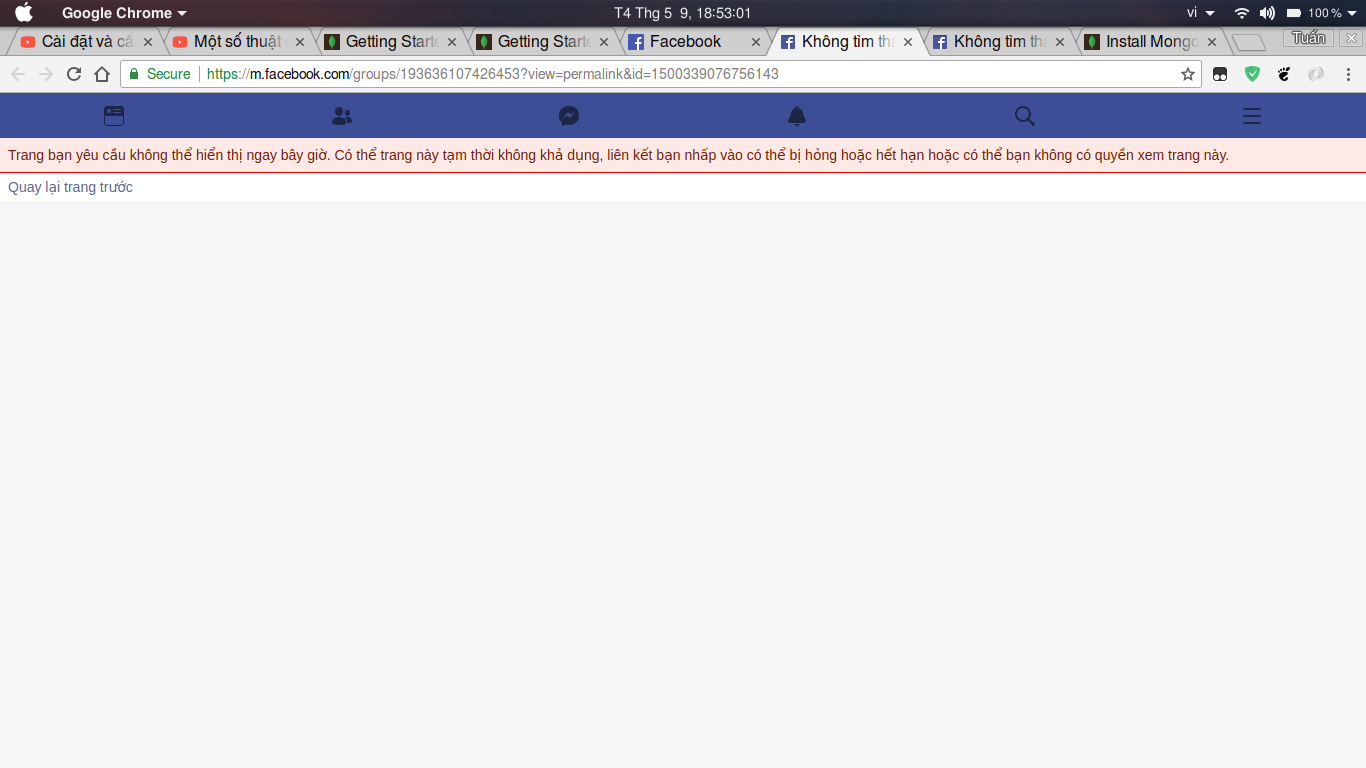 Google Chrome
T4 Thg 5 9, 18:53:01
vi
100 %
Cài đặt và cấ
Một số thuật
Getting Starte
Getting Starte
Facebook
Không tìm thấ
Không tìm thấ
Install Mongo
Tuấn
Secure
https://m.facebook.com/groups/193636107426453?view=permalink&id=1500339076756143
Trang bạn yêu cầu không thể hiển thị ngay bây giờ. Có thể trang này tạm thời không khả dụng, liên kết bạn nhấp vào có thể bị hỏng hoặc hết hạn hoặc có thể bạn không có quyền xem trang này.
Quay lại trang trước